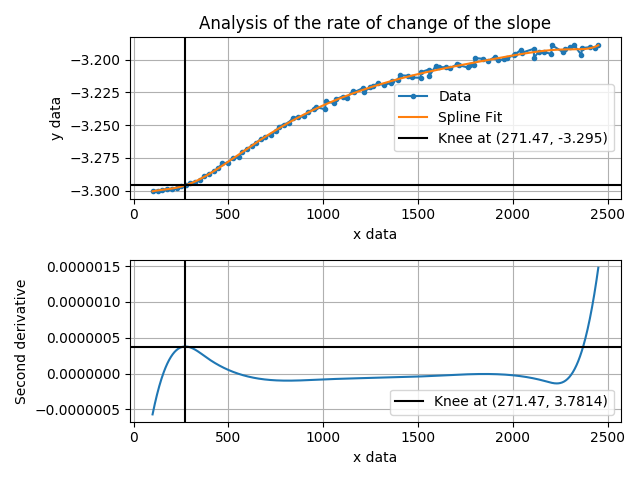 Analysis of the rate of change of the slope
−3.200
−3.225
−3.250
−3.275
−3.300
y data
Data
Spline Fit
Knee at (271.47, -3.295)
0 500 1000 1500 2000 2500
x data
0.0000015
0.0000010
0.0000005
0.0000000
−0.0000005
Second derivative
Knee at (271.47, 3.7814)
0 500 1000 1500 2000 2500
x data